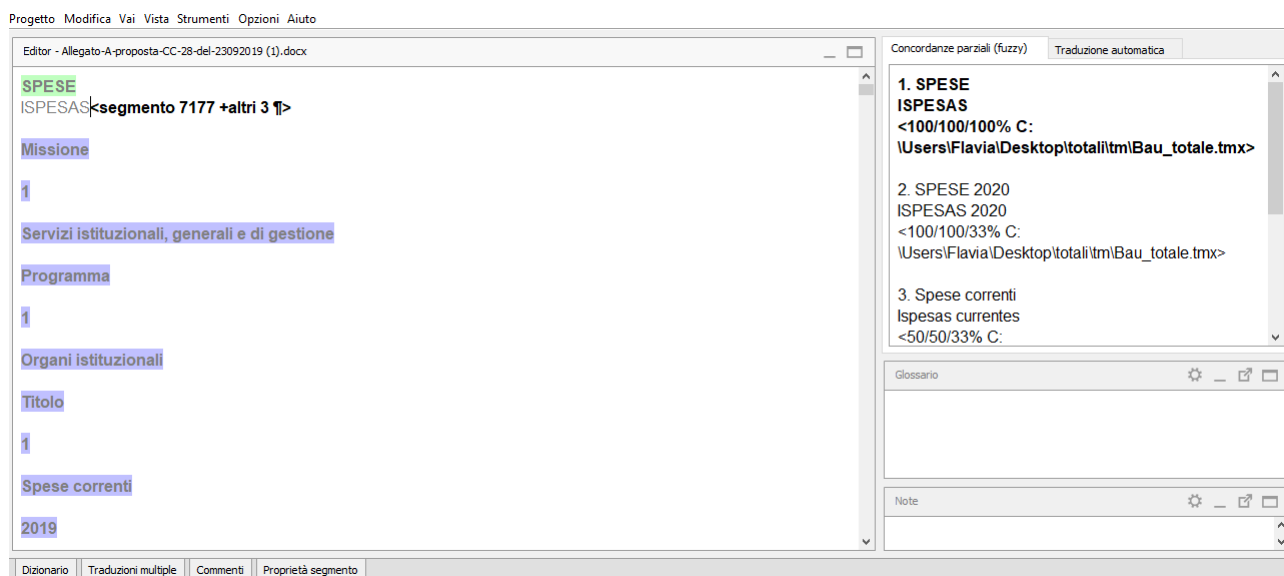 Progetto Modifica Vai Vista Strumenti Opzioni Aiuto
Editor - Allegato-A-proposta-CC-28-del-23092019 (1).docx
SPESE
ISPESAS<segmento 7177 +altri 3 ¶>
Missione
1
Servizi istituzionali, generali e di gestione
Programma
1
Organi istituzionali
Titolo
1
Spese correnti
2019
Concordanze parziali (fuzzy) Traduzione automatica
1. SPESE
ISPESAS
<100/100/100% C:
\Users\Flavia\Desktop\totali\tm\Bau_totale.tmx>
2. SPESE 2020
ISPESAS 2020
<100/100/33% C:
\Users\Flavia\Desktop\totali\tm\Bau_totale.tmx>
3. Spese correnti
Ispesas currentes
<50/50/33% C:
Glossario
Note
Dizionario Traduzioni multiple Commenti Proprietà segmento